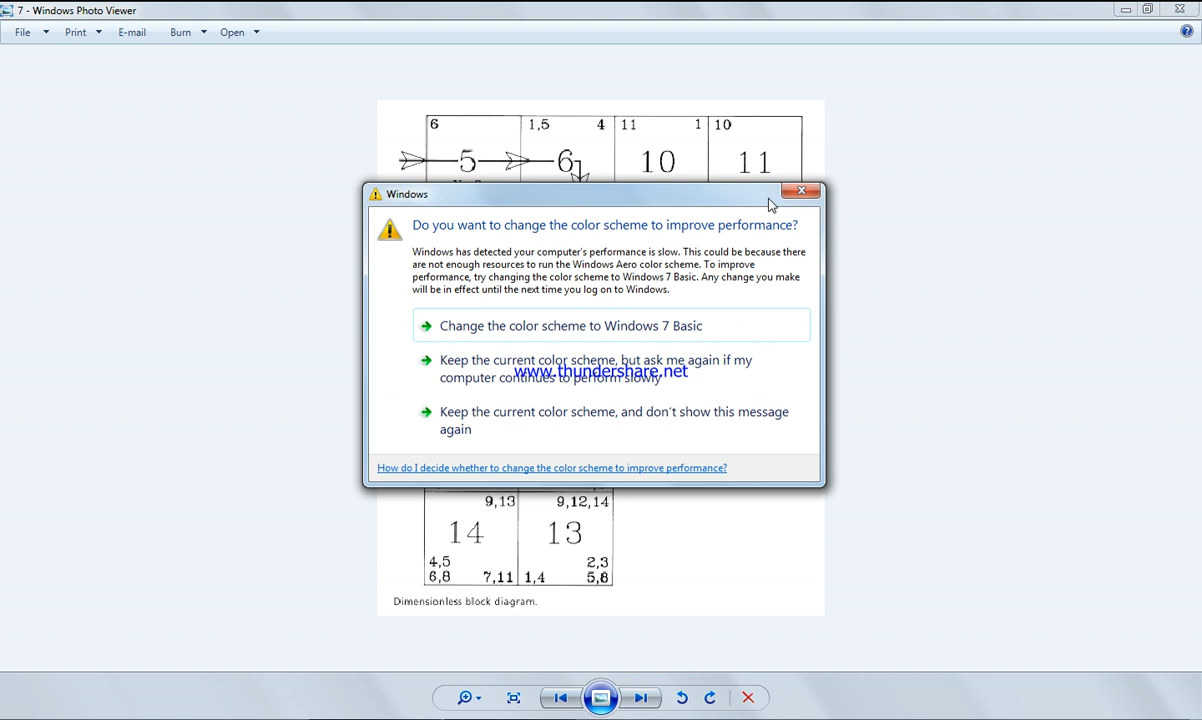 7 - Windows Photo Viewer
File Print E-mail Burn Open
6 1,5 4 11 1 10
5 6 10 11
Windows
Do you want to change the color scheme to improve performance?
Windows has detected your computer's performance is slow. This could be because there
are not enough resources to run the Windows Aero color scheme. To improve
performance, try changing the color scheme to Windows 7 Basic. Any change you make
will be in effect until the next time you log on to Windows.
Change the color scheme to Windows 7 Basic
Keep the current color scheme, but ask me again if my
computer continues to perform slowly
www.thundershare.net
Keep the current color scheme, and don't show this message
again
How do I decide whether to change the color scheme to improve performance?
9,13 9,12,14
14 13
4,5 2,3
6,8 7,11 1,4 5,8
Dimensionless block diagram.